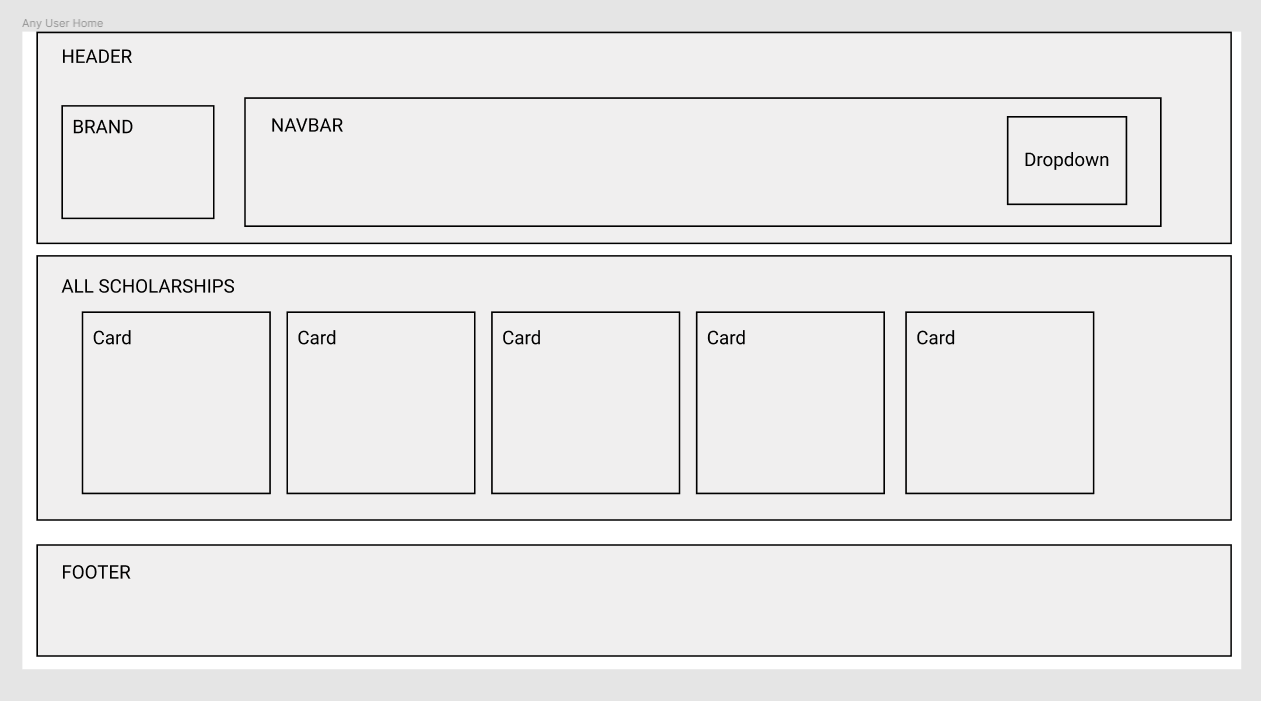 Any User Home
HEADER
BRAND
NAVBAR
Dropdown
ALL SCHOLARSHIPS
Card
Card
Card
Card
Card
FOOTER